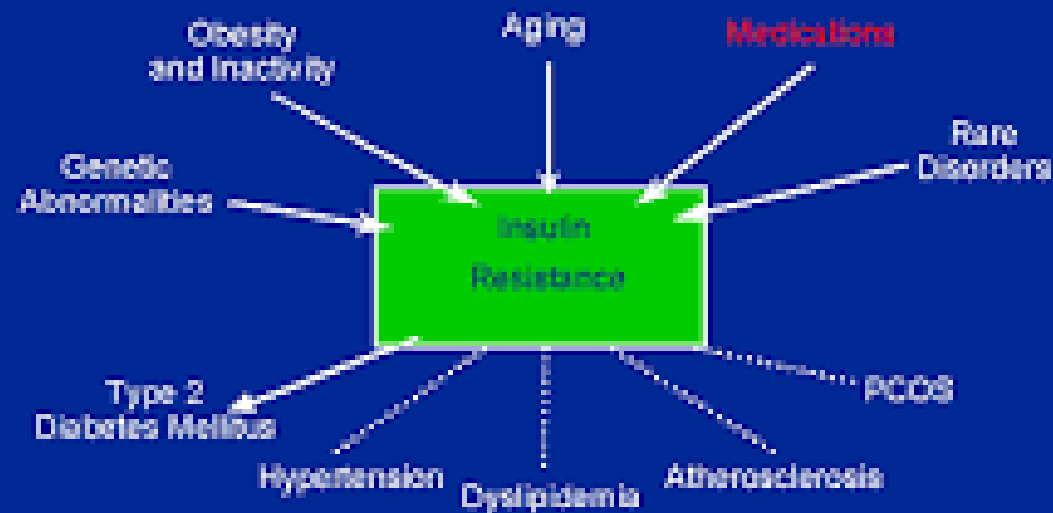 Obesity
and Inactivity
Aging
Medications
Genetic
Abnormalities
Rare
Disorders
Insulin
Resistance
Type 2
Diabetes Mellitus
PCOS
Hypertension
Dyslipidemia
Atherosclerosis